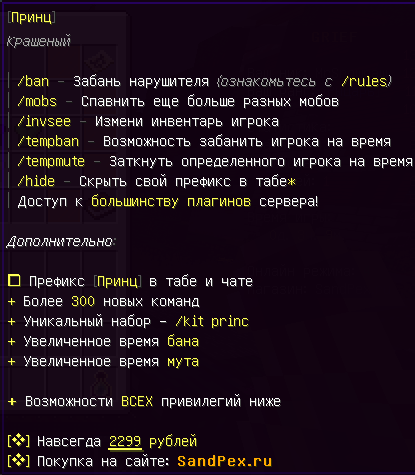 [Принц]
Крашеный
/ban - Забань нарушителя (ознакомьтесь с /rules)
/mobs - Спавнить еще больше разных мобов
/invsee - Измени инвентарь игрока
/tempban - Возможность забанить игрока на время
/tempmute - Заткнуть определенного игрока на время
/hide - Скрыть свой префикс в табе*
Доступ к большинству плагинов сервера!
Дополнительно:
Префикс [Принц] в табе и чате
+ Более 300 новых команд
+ Уникальный набор - /kit princ
+ Увеличенное время бана
+ Увеличенное время мута
+ Возможности ВСЕХ привилегий ниже
[❖] Навсегда 2299 рублей
[❖] Покупка на сайте: SandPex.ru